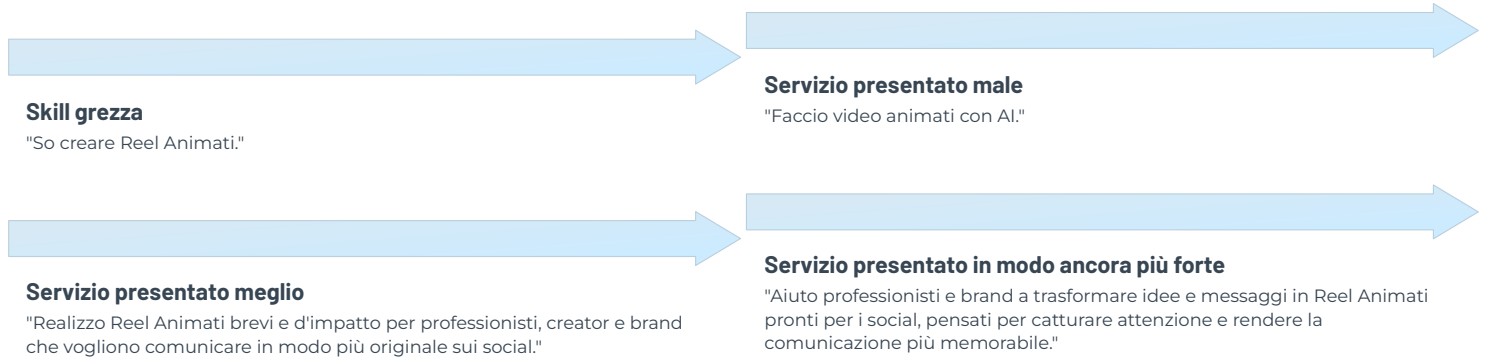 Skill grezza
"So creare Reel Animati."
Servizio presentato male
"Faccio video animati con AI."
Servizio presentato meglio
"Realizzo Reel Animati brevi e d'impatto per professionisti, creator e brand
che vogliono comunicare in modo più originale sui social."
Servizio presentato in modo ancora più forte
"Aiuto professionisti e brand a trasformare idee e messaggi in Reel Animati
pronti per i social, pensati per catturare attenzione e rendere la
comunicazione più memorabile."